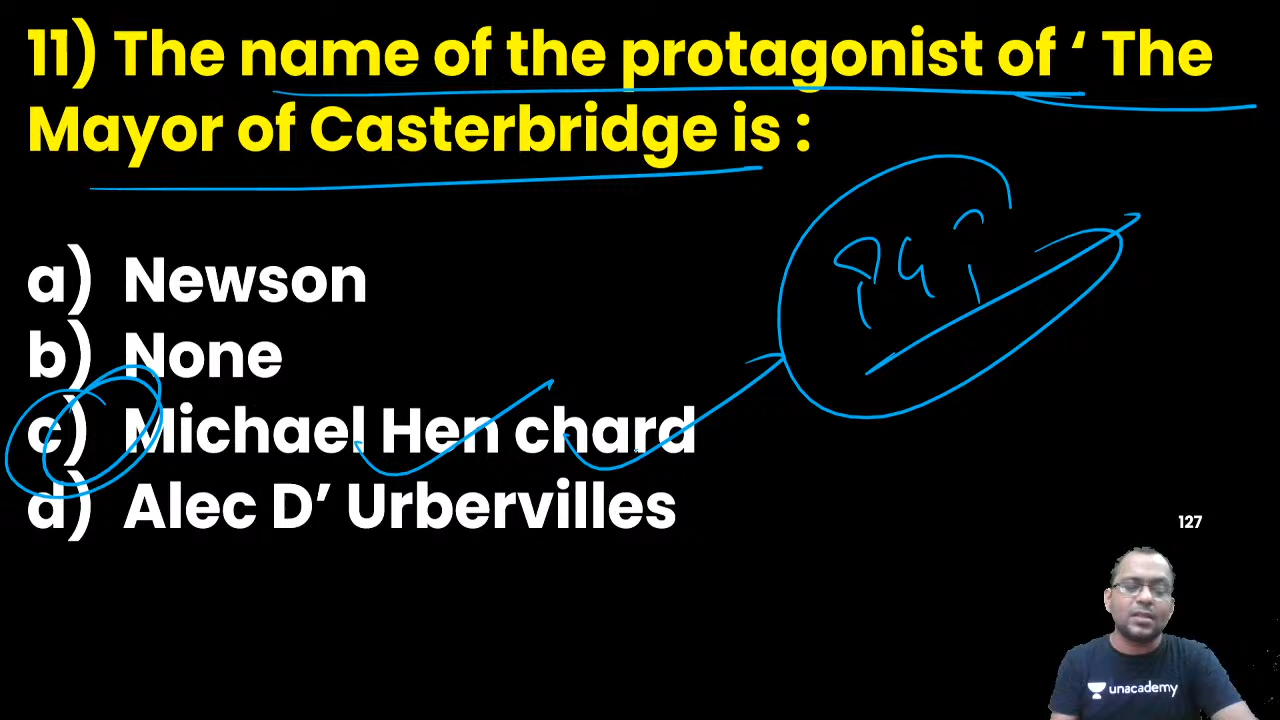 11) The name of the protagonist of ‘ The
Mayor of Casterbridge is :
a) Newson
b) None
c) Michael Hen chard
d) Alec D’ Urbervilles
127
unacademy